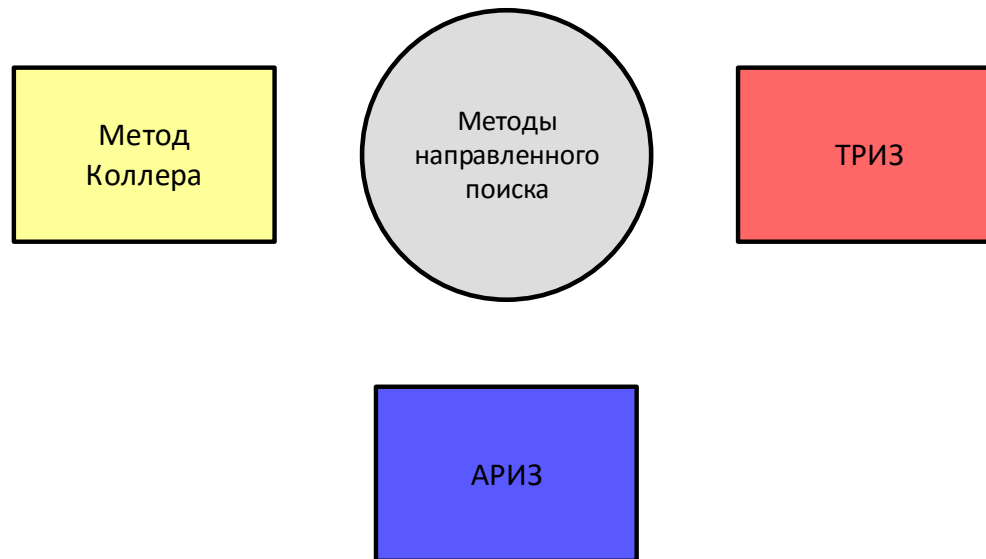 Метод
Коллера
Методы
направленного
поиска
ТРИЗ
АРИЗ